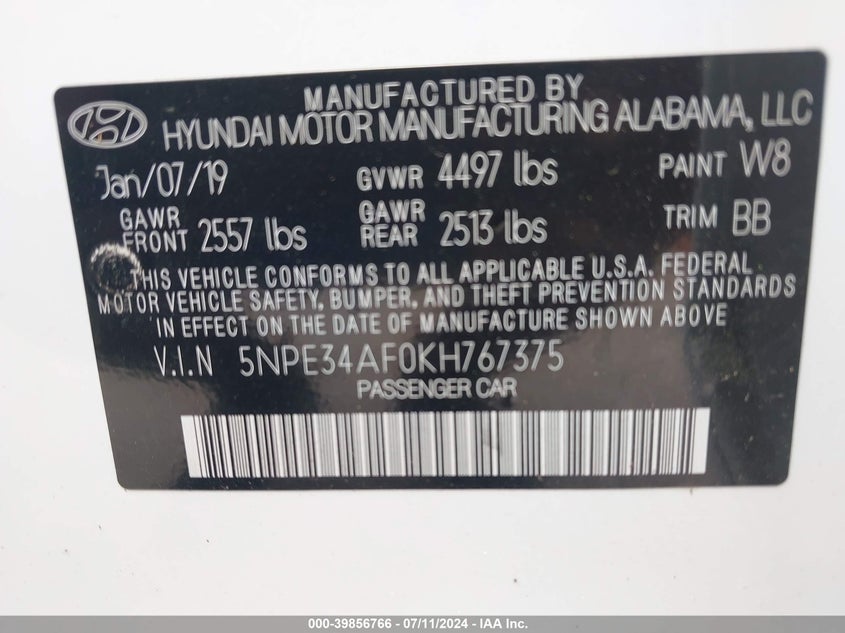 MANUFACTURED BY
HYUNDAI MOTOR MANUFACTURING ALABAMA, LLC
Jan/07/19 GVWR 4497 lbs PAINT W8
GAWR FRONT 2557 lbs GAWR REAR 2513 lbs TRIM BB
THIS VEHICLE CONFORMS TO ALL APPLICABLE U.S.A. FEDERAL
MOTOR VEHICLE SAFETY, BUMPER, AND THEFT PREVENTION STANDARDS
IN EFFECT ON THE DATE OF MANUFACTURE SHOWN ABOVE
V.I.N 5NPE34AF0KH767375
PASSENGER CAR
000-39856766 - 07/11/2024 - IAA Inc.